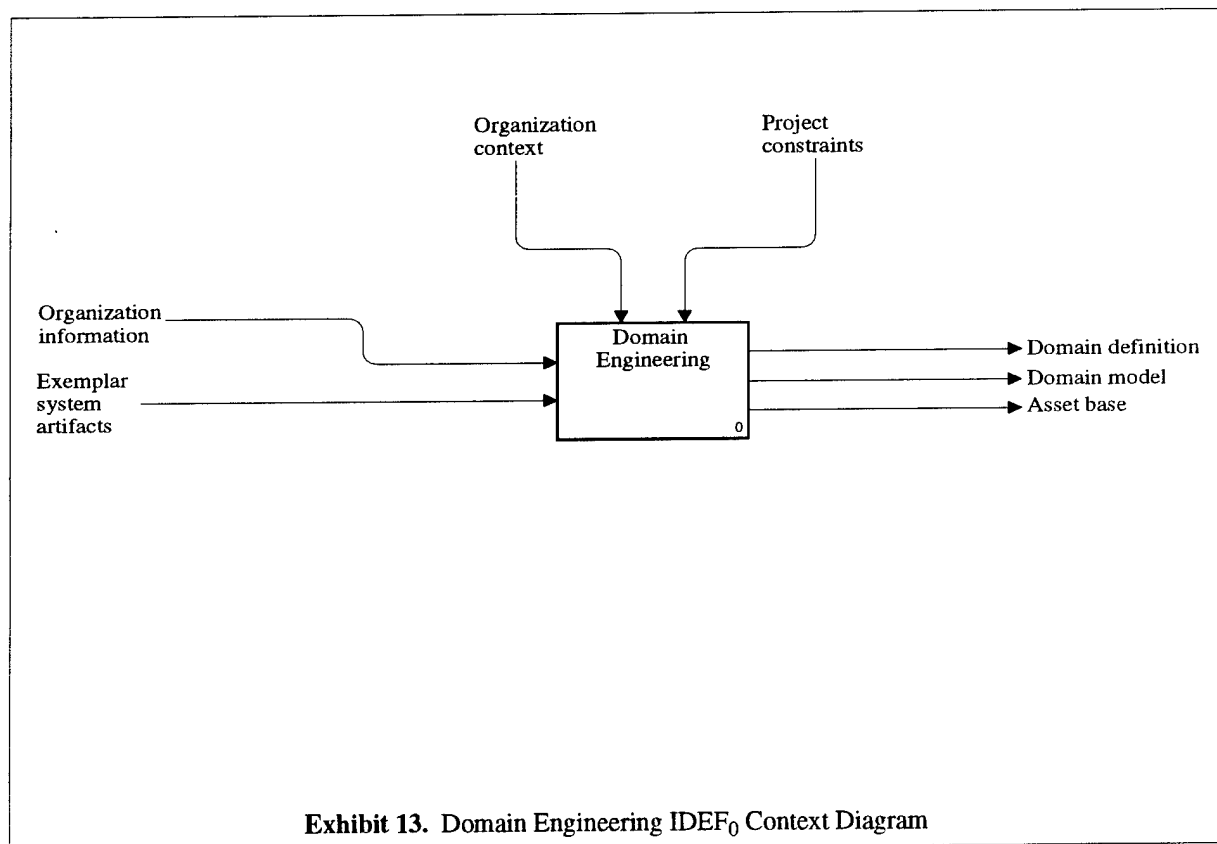 Organization
context
Project
constraints
Organization
information
Exemplar
system
artifacts
Domain
Engineering
0
Domain definition
Domain model
Asset base
Exhibit 13. Domain Engineering IDEF0 Context Diagram